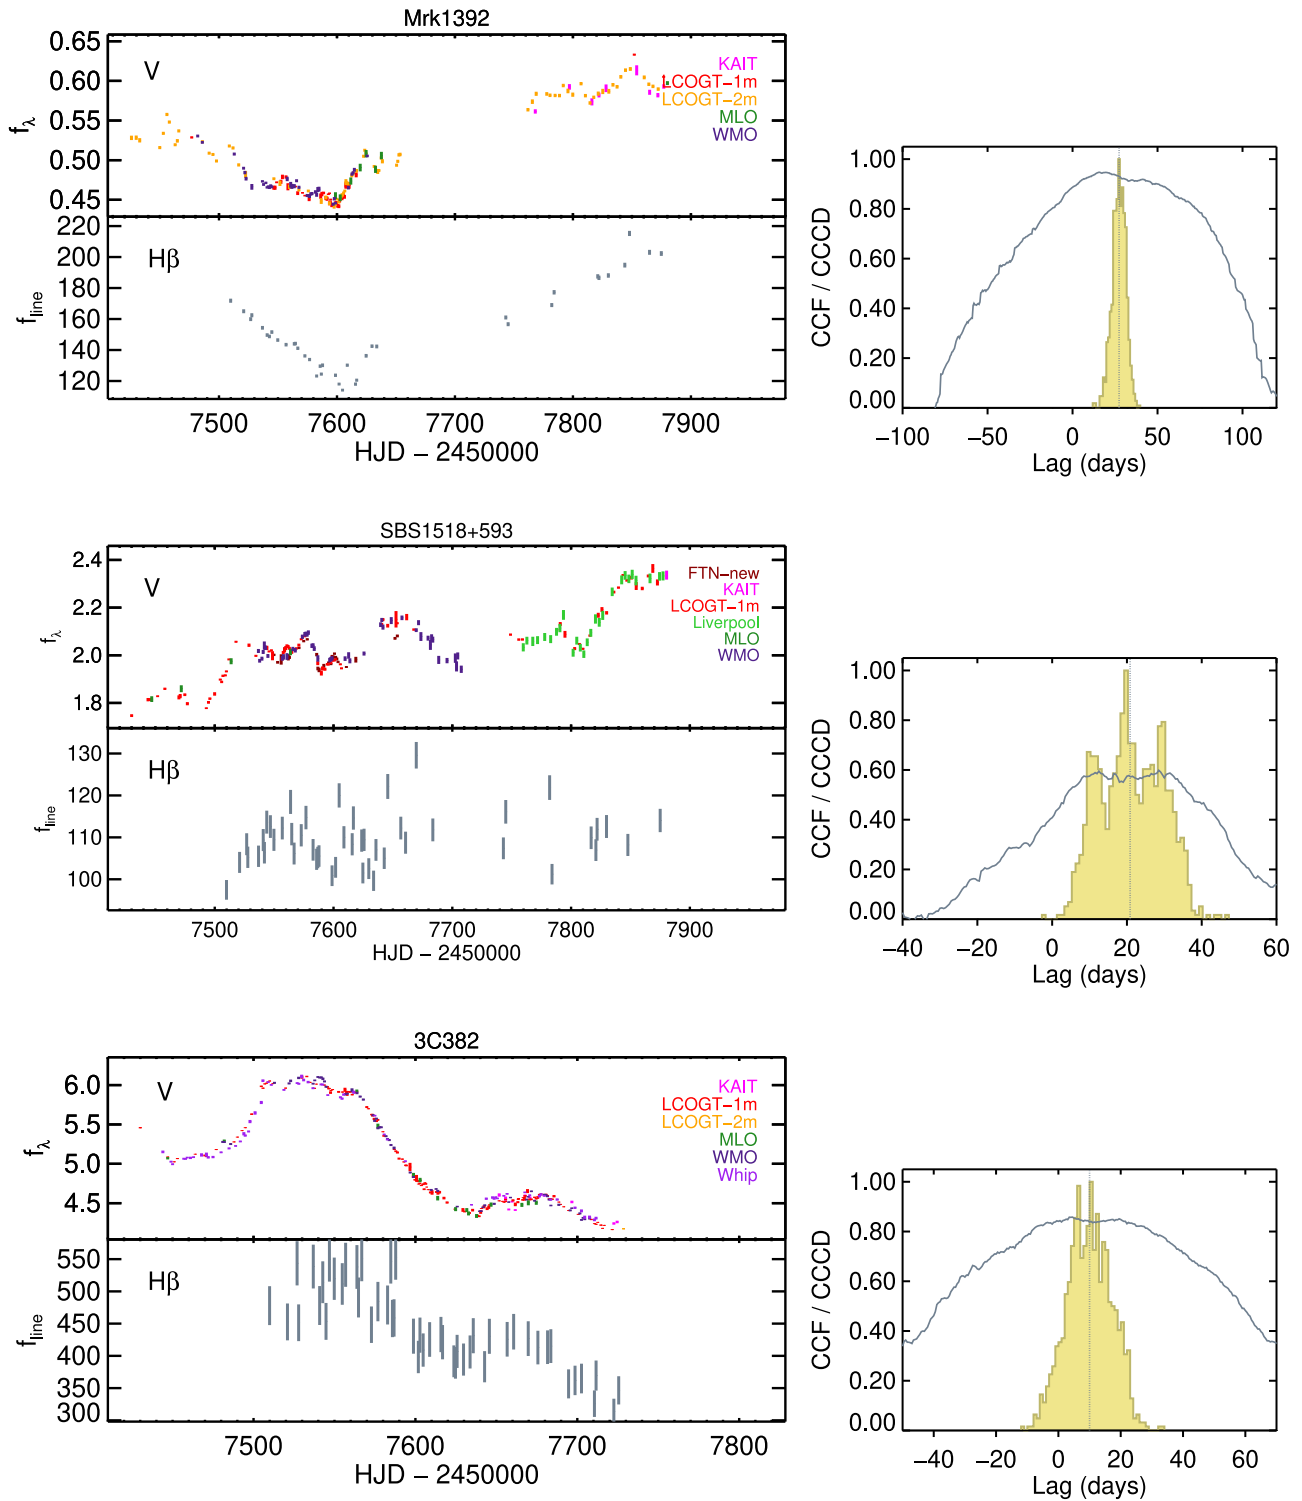 Mrk1392
0.65
0.60
0.55
0.50
0.45
fλ
V
KAIT
LCOGT−1m
LCOGT−2m
MLO
WMO
220
200
180
160
140
120
f line
Hβ
7500 7600 7700 7800 7900
HJD − 2450000
1.00
0.80
0.60
0.40
0.20
0.00
CCF / CCCD
−100 −50 0 50 100
Lag (days)
SBS1518+593
2.4
2.2
2.0
1.8
fλ
V
FTN−new
KAIT
LCOGT−1m
Liverpool
MLO
WMO
130
120
110
100
f line
Hβ
7500 7600 7700 7800 7900
HJD − 2450000
1.00
0.80
0.60
0.40
0.20
0.00
CCF / CCCD
−40 −20 0 20 40 60
Lag (days)
3C382
6.0
5.5
5.0
4.5
fλ
V
KAIT
LCOGT−1m
LCOGT−2m
MLO
WMO
Whip
550
500
450
400
350
300
f line
Hβ
7500 7600 7700 7800
HJD − 2450000
1.00
0.80
0.60
0.40
0.20
0.00
CCF / CCCD
−40 −20 0 20 40 60
Lag (days)